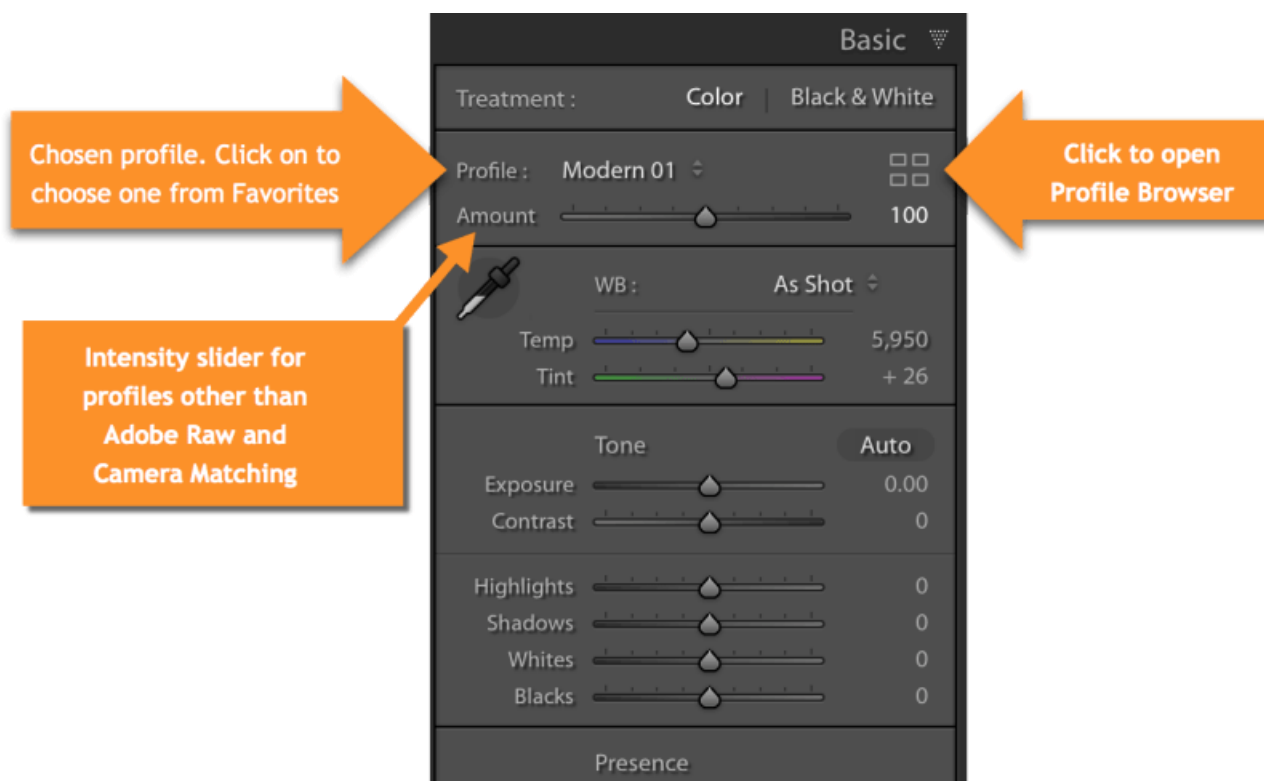 Basic
Treatment : Color | Black & White
Chosen profile. Click on to
choose one from Favorites
Profile : Modern 01
Click to open
Profile Browser
Amount 100
Intensity slider for
profiles other than
Adobe Raw and
Camera Matching
WB : As Shot
Temp 5,950
Tint + 26
Tone Auto
Exposure 0.00
Contrast 0
Highlights 0
Shadows 0
Whites 0
Blacks 0
Presence